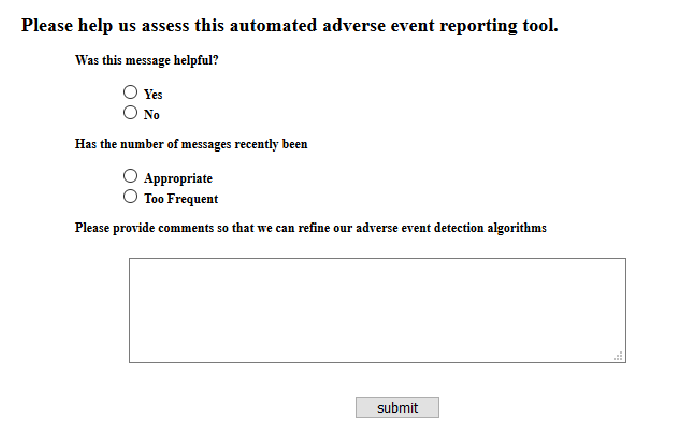 Please help us assess this automated adverse event reporting tool.
Was this message helpful?
Yes
No
Has the number of messages recently been
Appropriate
Too Frequent
Please provide comments so that we can refine our adverse event detection algorithms
submit